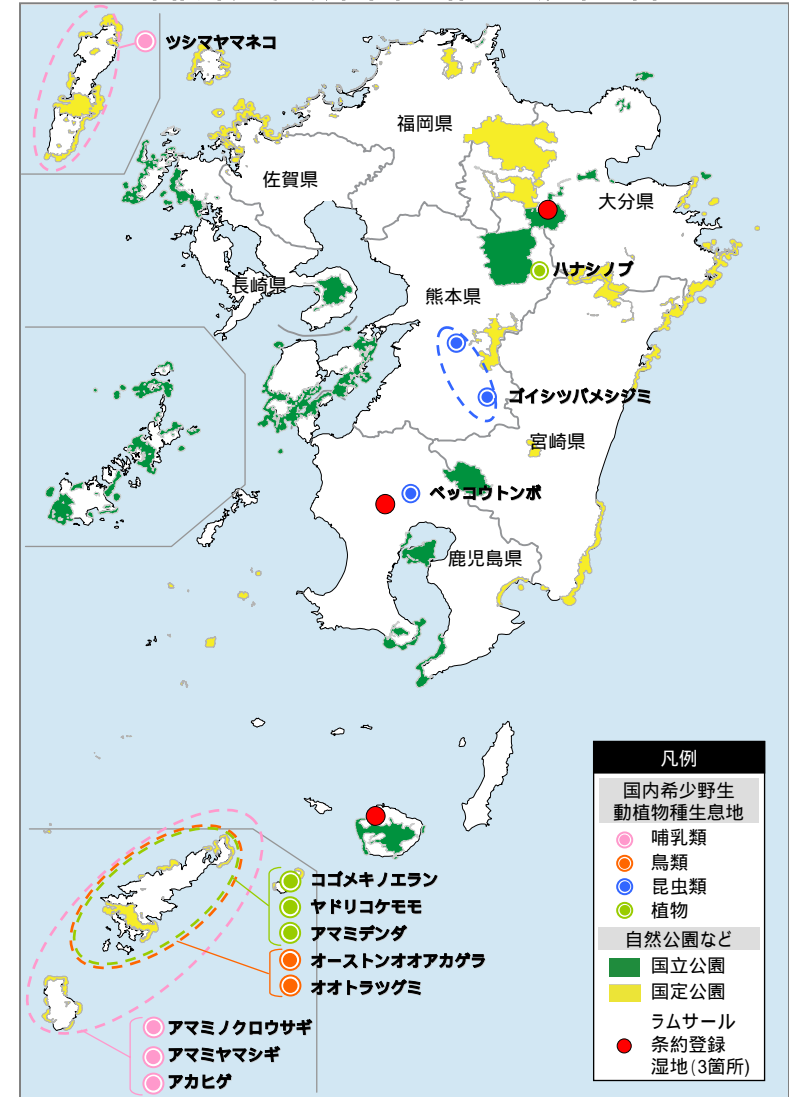 ツシマヤマネコ
福岡県
佐賀県
大分県
長崎県
ハナシノブ
熊本県
ゴイシツバメシジミ
宮崎県
ベッコウトンボ
鹿児島県
コゴメキノエラン
ヤドリコケモモ
アマミデンダ
オーストンオオアカゲラ
オオトラツグミ
アマミノクロウサギ
アマミヤマシギ
アカヒゲ
凡例
国内希少野生
動植物種生息地
哺乳類
鳥類
昆虫類
植物
自然公園など
国立公園
国定公園
ラムサール
条約登録
湿地(3箇所)